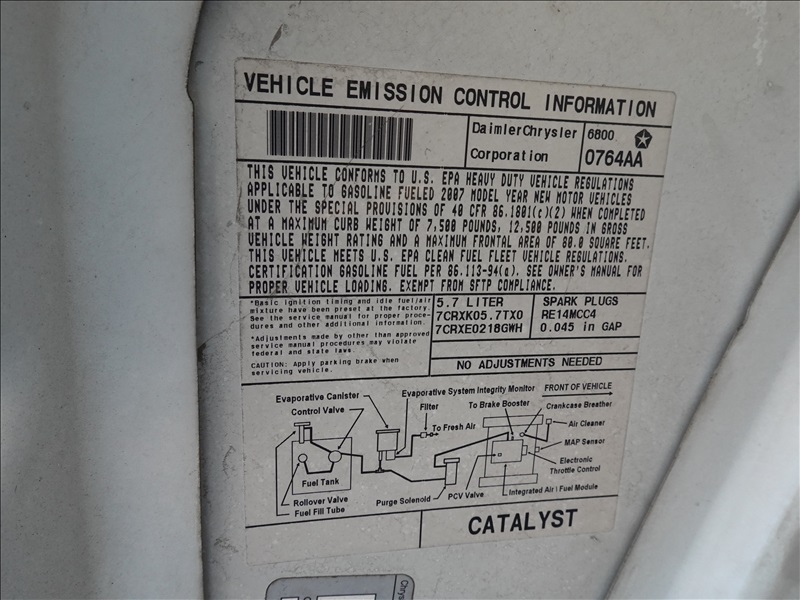 VEHICLE EMISSION CONTROL INFORMATION
DaimlerChrysler
Corporation
6800
0764AA
THIS VEHICLE CONFORMS TO U.S. EPA HEAVY DUTY VEHICLE REGULATIONS
APPLICABLE TO GASOLINE FUELED 2007 MODEL YEAR NEW MOTOR VEHICLES
UNDER THE SPECIAL PROVISIONS OF 40 CFR 86.1801(c)(2) WHEN COMPLETED
AT A MAXIMUM CURB WEIGHT OF 7,500 POUNDS, 12,500 POUNDS IN GROSS
VEHICLE WEIGHT RATING AND A MAXIMUM FRONTAL AREA OF 60.0 SQUARE FEET.
THIS VEHICLE MEETS U.S. EPA CLEAN FUEL FLEET VEHICLE REGULATIONS.
CERTIFICATION GASOLINE FUEL PER 86.113-94(a). SEE OWNER'S MANUAL FOR
PROPER VEHICLE LOADING. EXEMPT FROM SFTP COMPLIANCE.
*Basic ignition timing and idle fuel/air
mixture have been preset at the factory.
See the service manual for proper proce-
dures and other additional information.
*Adjustments made by other than approved
service manual procedures may violate
federal and state laws.
CAUTION: Apply parking brake when
servicing vehicle.
5.7 LITER
7CRXK05.7TX0
7CRXE0218GWH
SPARK PLUGS
RE14MCC4
0.045 in GAP
NO ADJUSTMENTS NEEDED
Evaporative Canister
Control Valve
Evaporative System Integrity Monitor
Filter
To Fresh Air
FRONT OF VEHICLE
To Brake Booster
Crankcase Breather
Air Cleaner
MAP Sensor
Electronic
Throttle Control
Fuel Tank
Rollover Valve
Fuel Fill Tube
Purge Solenoid
PCV Valve
Integrated Air / Fuel Module
CATALYST
Chrys